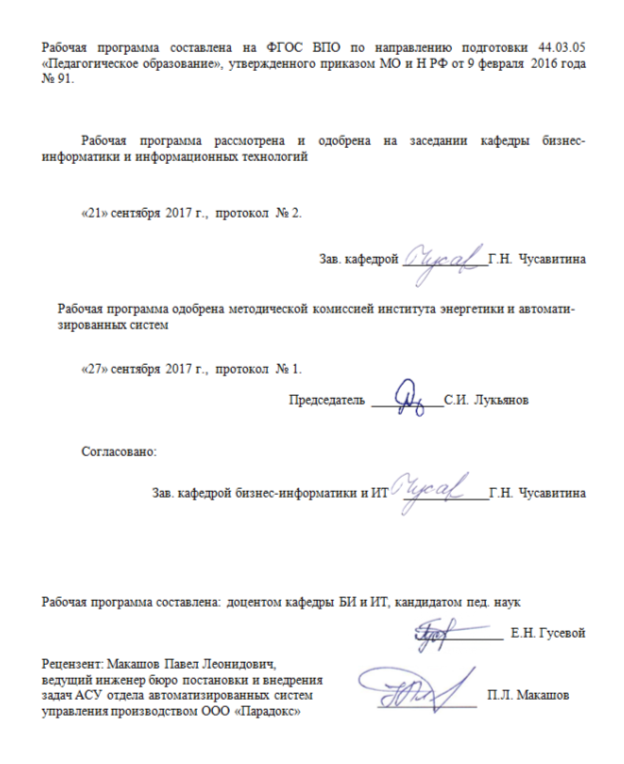 Рабочая программа составлена на ФГОС ВПО по направлению подготовки 44.03.05
«Педагогическое образование», утвержденного приказом МО и Н РФ от 9 февраля 2016 года
№ 91.
Рабочая программа рассмотрена и одобрена на заседании кафедры бизнес-
информатики и информационных технологий
«21» сентября 2017 г., протокол № 2.
Зав. кафедрой Чусав Г.Н. Чусавитина
Рабочая программа одобрена методической комиссией института энергетики и автомати-
зированных систем
«27» сентября 2017 г., протокол № 1.
Председатель С.И. Лукьянов
Согласовано:
Зав. кафедрой бизнес-информатики и ИТ Чусав Г.Н. Чусавитина
Рабочая программа составлена: доцентом кафедры БИ и ИТ, кандидатом пед. наук
Е.Н. Гусевой
Рецензент: Макашов Павел Леонидович,
ведущий инженер бюро постановки и внедрения
задач АСУ отдела автоматизированных систем
управления производством ООО «Парадокс»
П.Л. Макашов